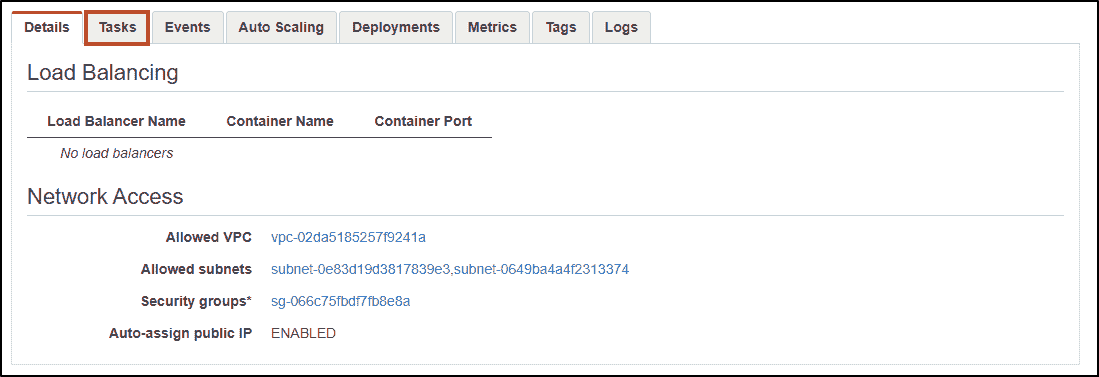 Details Tasks Events Auto Scaling Deployments Metrics Tags Logs
Load Balancing
Load Balancer Name Container Name Container Port
No load balancers
Network Access
Allowed VPC vpc-02da5185257f9241a
Allowed subnets subnet-0e83d19d3817839e3,subnet-0649ba4a4f2313374
Security groups* sg-066c75fbdf7fb8e8a
Auto-assign public IP ENABLED